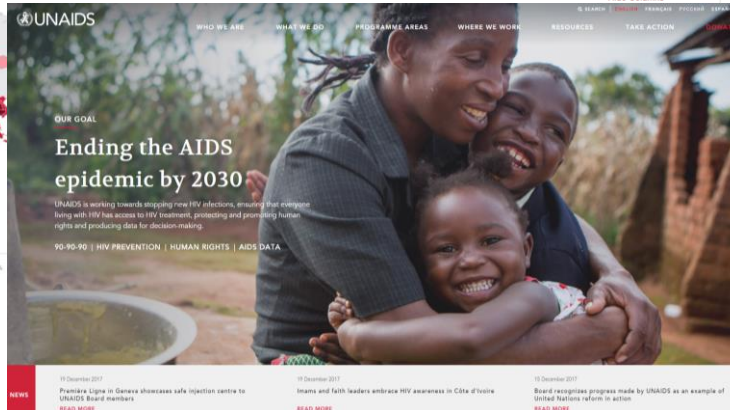 UNAIDS
SEARCH | ENGLISH FRANÇAIS РУССКИЙ
WHO WE ARE WHAT WE DO PROGRAMME AREAS WHERE WE WORK RESOURCES TAKE ACTION
OUR GOAL
Ending the AIDS
epidemic by 2030
UNAIDS is working towards stopping new HIV infections, ensuring that everyone
living with HIV has access to HIV treatment, protecting and promoting human
rights and producing data for decision-making.
90-90-90 | HIV PREVENTION | HUMAN RIGHTS | AIDS DATA
NEWS
19 December 2017
Première Ligne in Geneva showcases safe injection centre to
UNAIDS Board members
READ MORE
19 December 2017
Imams and faith leaders embrace HIV awareness in Côte d'Ivoire
READ MORE
15 December 2017
Board recognizes progress made by UNAIDS as an example of
United Nations reform in action
READ MORE